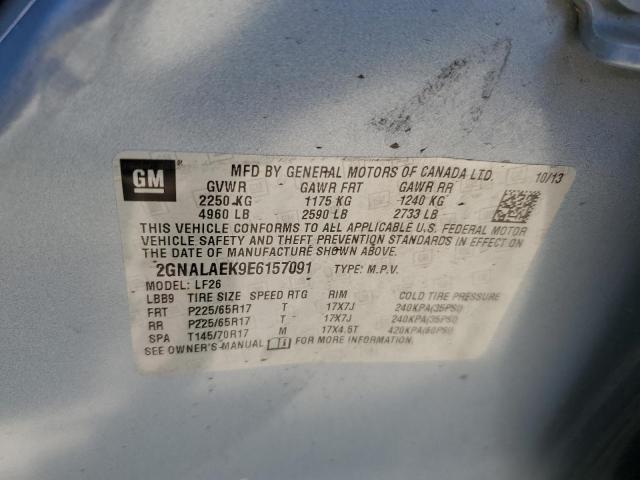 GM ®
MFD BY GENERAL MOTORS OF CANADA LTD. 10/13
GVWR GAWR FRT GAWR RR
2250 KG 1175 KG 1240 KG
4960 LB 2590 LB 2733 LB
THIS VEHICLE CONFORMS TO ALL APPLICABLE U.S. FEDERAL MOTOR
VEHICLE SAFETY AND THEFT PREVENTION STANDARDS IN EFFECT ON
THE DATE OF MANUFACTURE SHOWN ABOVE.
2GNALAEK9E6157091 TYPE: M.P.V.
MODEL: LF26
LBB9 TIRE SIZE SPEED RTG RIM COLD TIRE PRESSURE
FRT P225/65R17 T 17X7J 240KPA(35PSI)
RR P225/65R17 T 17X7J 240KPA(35PSI)
SPA T145/70R17 M 17X4.5T 420KPA(60PSI)
SEE OWNER'S MANUAL FOR MORE INFORMATION.